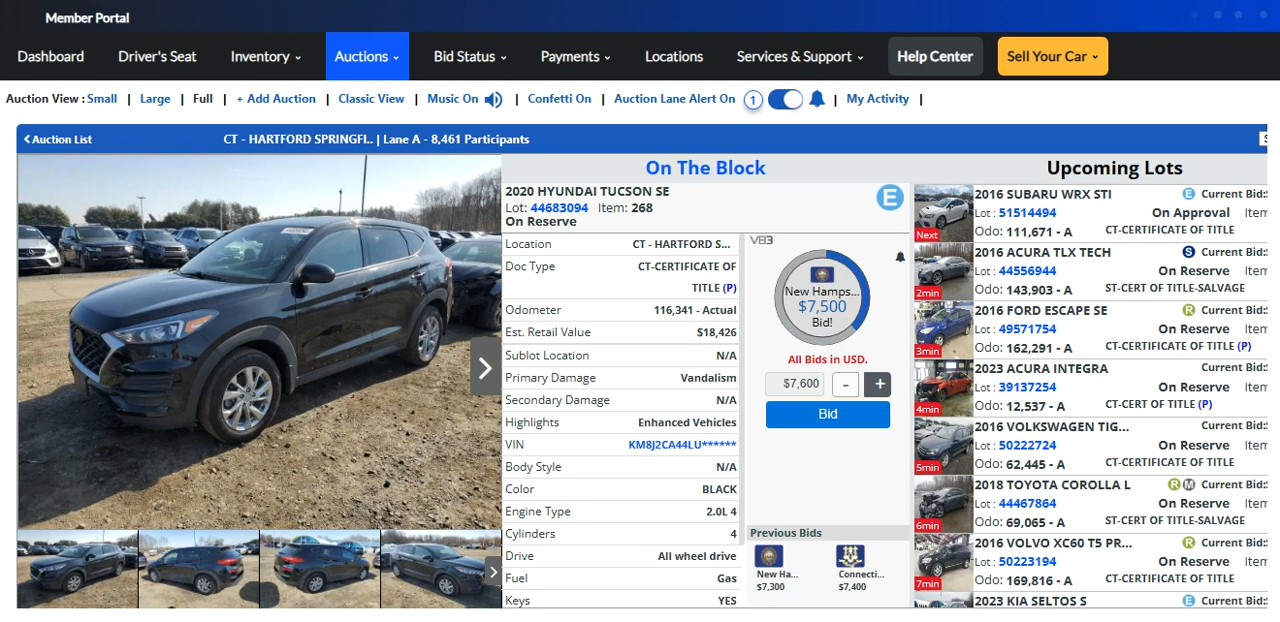 Member Portal
Dashboard Driver's Seat Inventory Auctions Bid Status Payments Locations Services & Support Help Center Sell Your Car
Auction View : Small | Large | Full | + Add Auction | Classic View | Music On | Confetti On | Auction Lane Alert On 1 | My Activity |
Auction List CT - HARTFORD SPRINGFI.. | Lane A - 8,461 Participants
On The Block
2020 HYUNDAI TUCSON SE
Lot: 44683094 Item: 268
On Reserve
E
Location CT - HARTFORD S...
Doc Type CT-CERTIFICATE OF
TITLE (P)
Odometer 116,341 - Actual
Est. Retail Value $18,426
Sublot Location N/A
Primary Damage Vandalism
Secondary Damage N/A
Highlights Enhanced Vehicles
VIN KM8J2CA44LU******
Body Style N/A
Color BLACK
Engine Type 2.0L 4
Cylinders 4
Drive All wheel drive
Fuel Gas
Keys YES
VB3
New Hamps...
$7,500
Bid!
All Bids in USD.
$7,600 - +
Bid
Previous Bids
New Ha... Connecti...
$7,300 $7,400
Upcoming Lots
2016 SUBARU WRX STI E Current Bid:
Lot : 51514494 On Approval Item
Odo: 111,671 - A CT-CERTIFICATE OF TITLE
Next
2016 ACURA TLX TECH S Current Bid:
Lot : 44556944 On Reserve Item
Odo: 143,903 - A ST-CERT OF TITLE-SALVAGE
2min
2016 FORD ESCAPE SE R Current Bid:
Lot : 49571754 On Reserve Item
Odo: 162,291 - A CT-CERTIFICATE OF TITLE (P)
3min
2023 ACURA INTEGRA Current Bid:
Lot : 39137254 On Reserve Item
Odo: 12,537 - A CT-CERT OF TITLE (P)
4min
2016 VOLKSWAGEN TIG... Current Bid:
Lot : 50222724 On Reserve Item
Odo: 62,445 - A CT-CERTIFICATE OF TITLE
5min
2018 TOYOTA COROLLA L R M Current Bid:
Lot : 44467864 On Reserve Item
Odo: 69,065 - A ST-CERT OF TITLE-SALVAGE
6min
2016 VOLVO XC60 T5 PR... R Current Bid:
Lot : 50223194 On Reserve Item
Odo: 169,816 - A CT-CERTIFICATE OF TITLE
7min
2023 KIA SELTOS S E Current Bid: